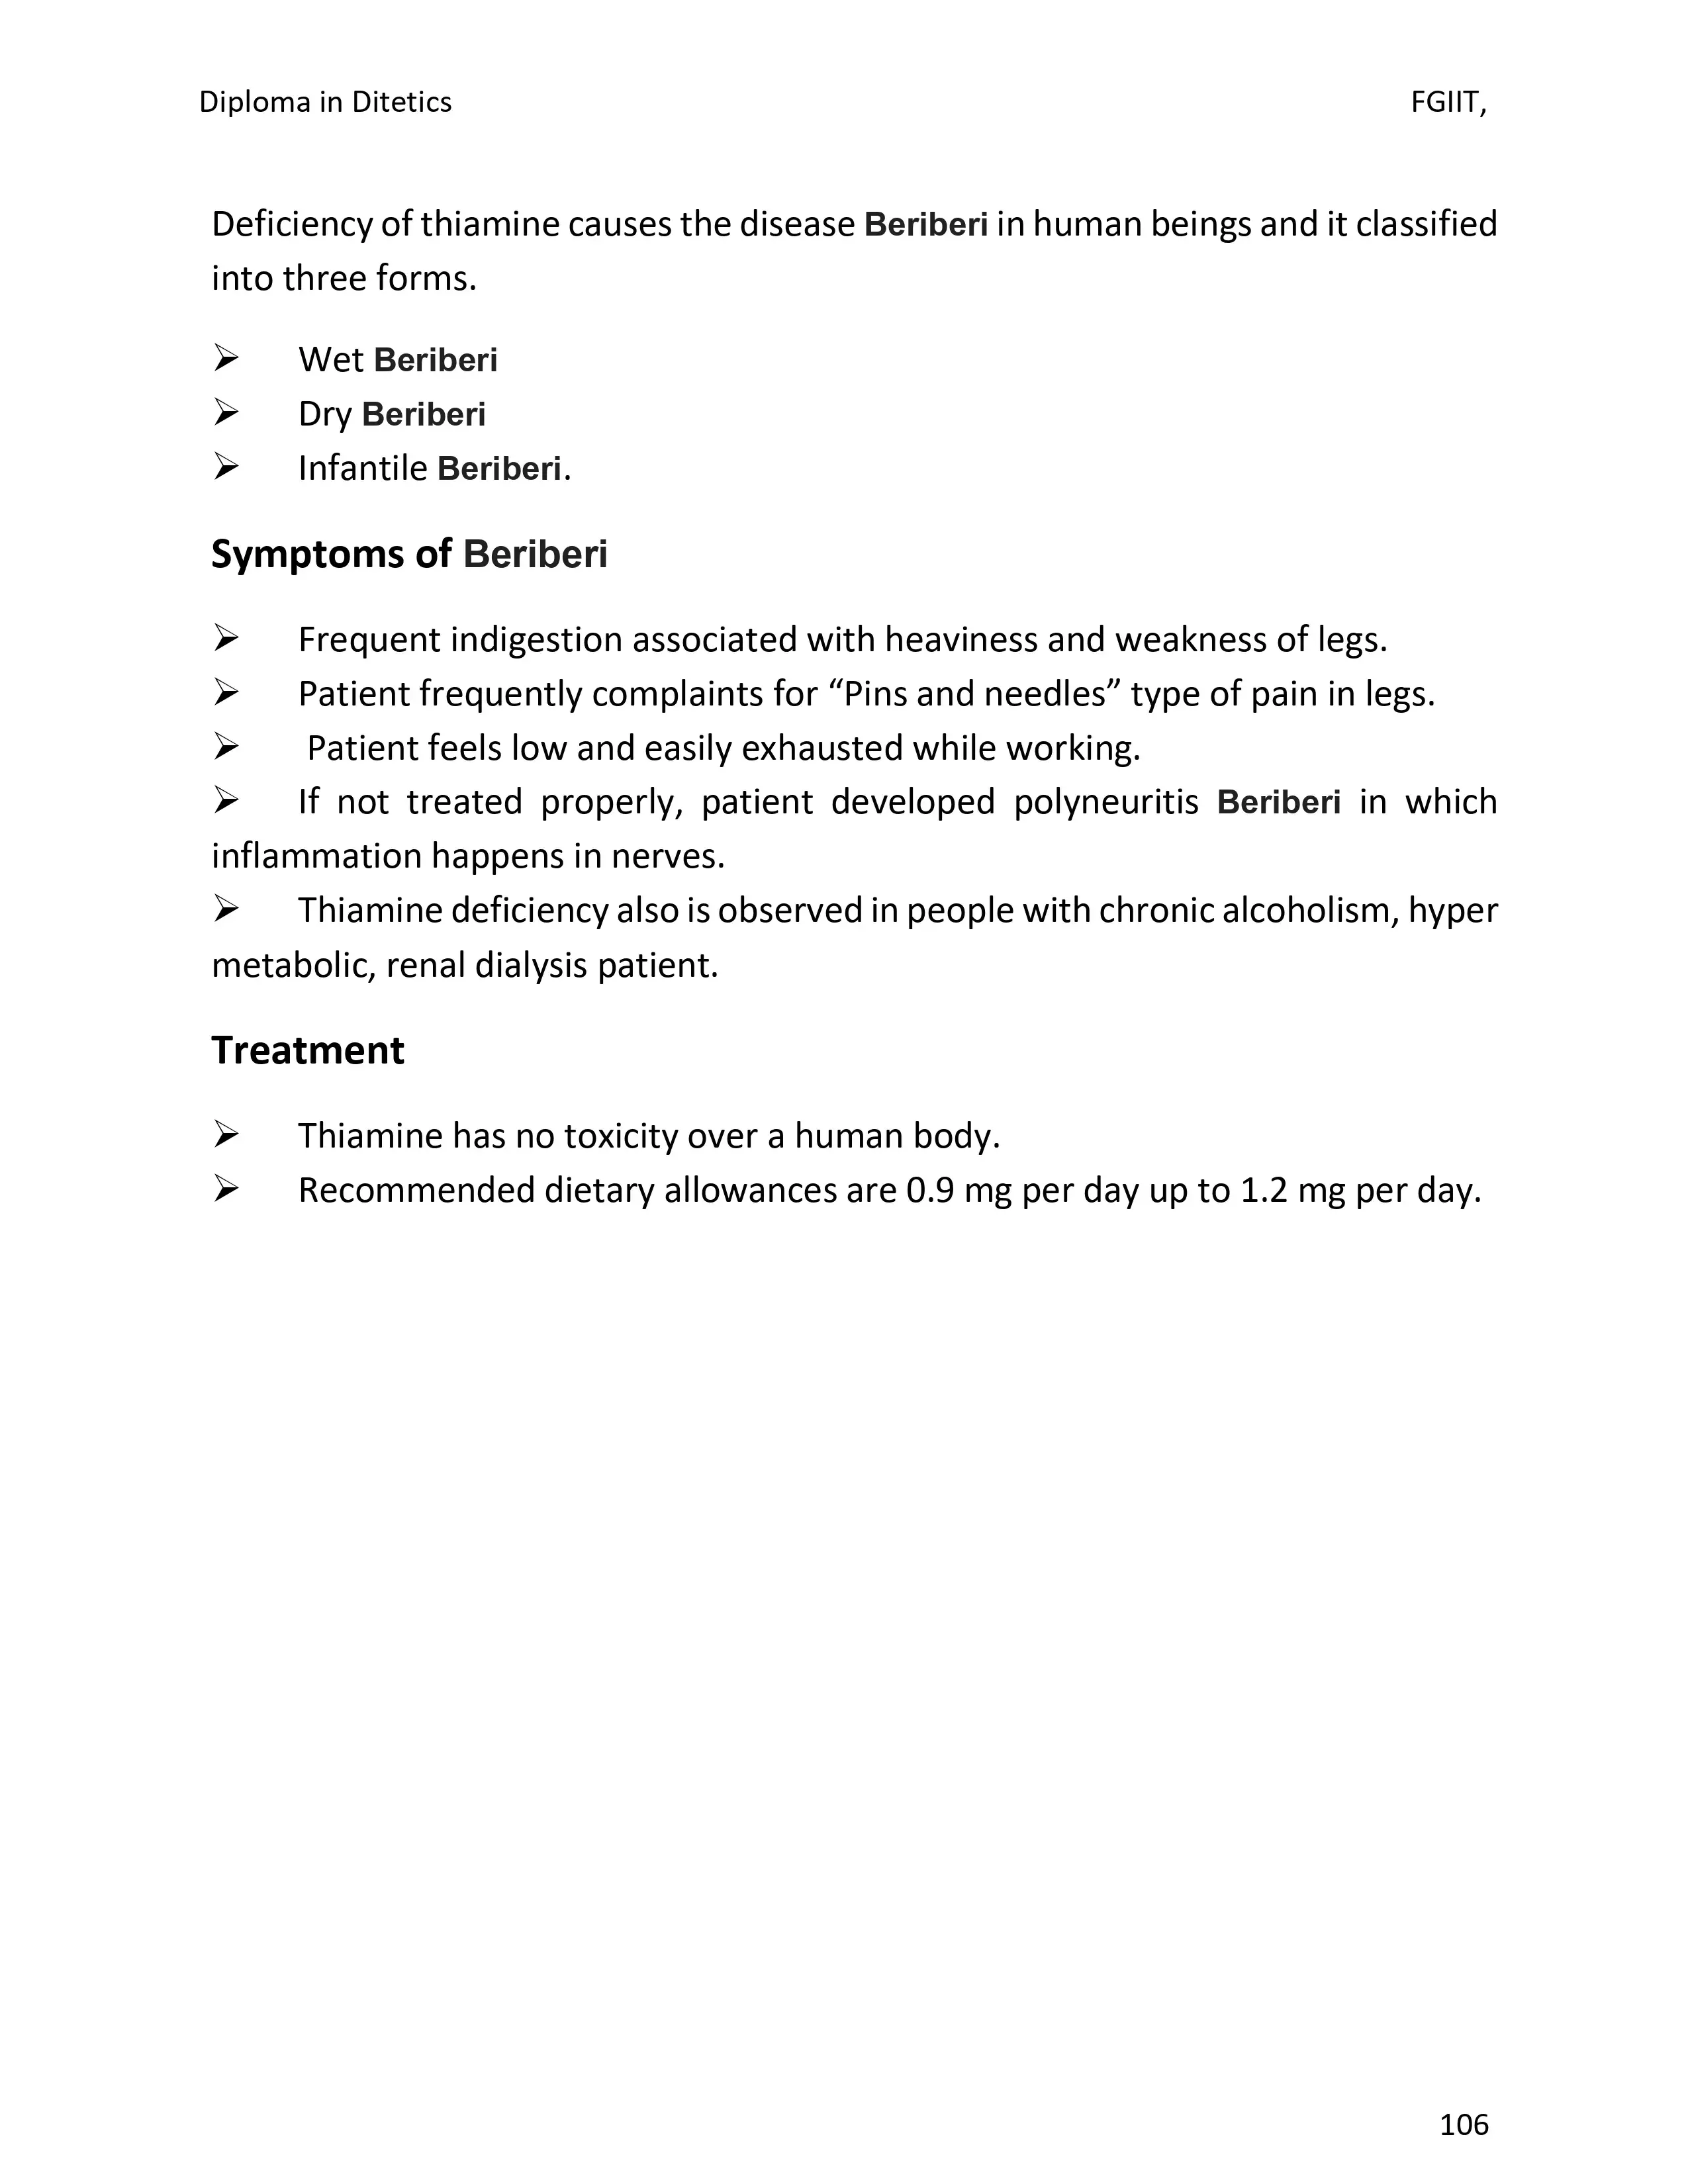 Diploma in Ditetics FGIIT,
Deficiency of thiamine causes the disease Beriberi in human beings and it classified
into three forms.
➢ Wet Beriberi
➢ Dry Beriberi
➢ Infantile Beriberi.
Symptoms of Beriberi
➢ Frequent indigestion associated with heaviness and weakness of legs.
➢ Patient frequently complaints for “Pins and needles” type of pain in legs.
➢ Patient feels low and easily exhausted while working.
➢ If not treated properly, patient developed polyneuritis Beriberi in which
inflammation happens in nerves.
➢ Thiamine deficiency also is observed in people with chronic alcoholism, hyper
metabolic, renal dialysis patient.
Treatment
➢ Thiamine has no toxicity over a human body.
➢ Recommended dietary allowances are 0.9 mg per day up to 1.2 mg per day.
106